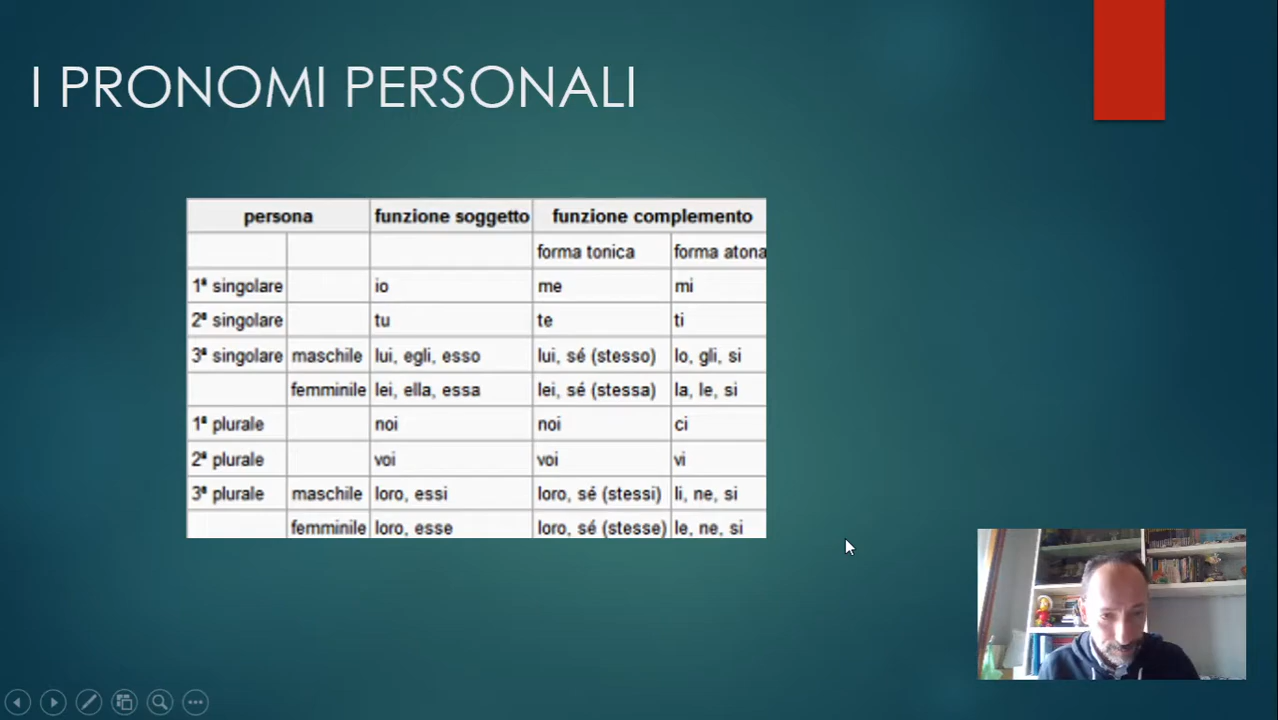 I PRONOMI PERSONALI
persona funzione soggetto funzione complemento
forma tonica forma atona
1ª singolare io me mi
2ª singolare tu te ti
3ª singolare maschile lui, egli, esso lui, sé (stesso) lo, gli, si
femminile lei, ella, essa lei, sé (stessa) la, le, si
1ª plurale noi noi ci
2ª plurale voi voi vi
3ª plurale maschile loro, essi loro, sé (stessi) li, ne, si
femminile loro, esse loro, sé (stesse) le, ne, si